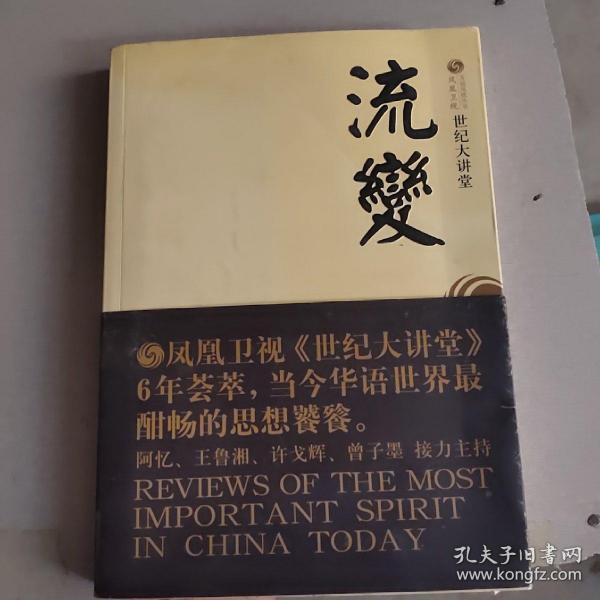 流變
凤凰卫视
世纪大讲堂
凤凰卫视《世纪大讲堂》
6年荟萃，当今华语世界最
酣畅的思想饕餮。
阿忆、王鲁湘、许戈辉、曾子墨 接力主持
REVIEWS OF THE MOST
IMPORTANT SPIRIT
IN CHINA TODAY
孔夫子旧书网
www.kongfz.com